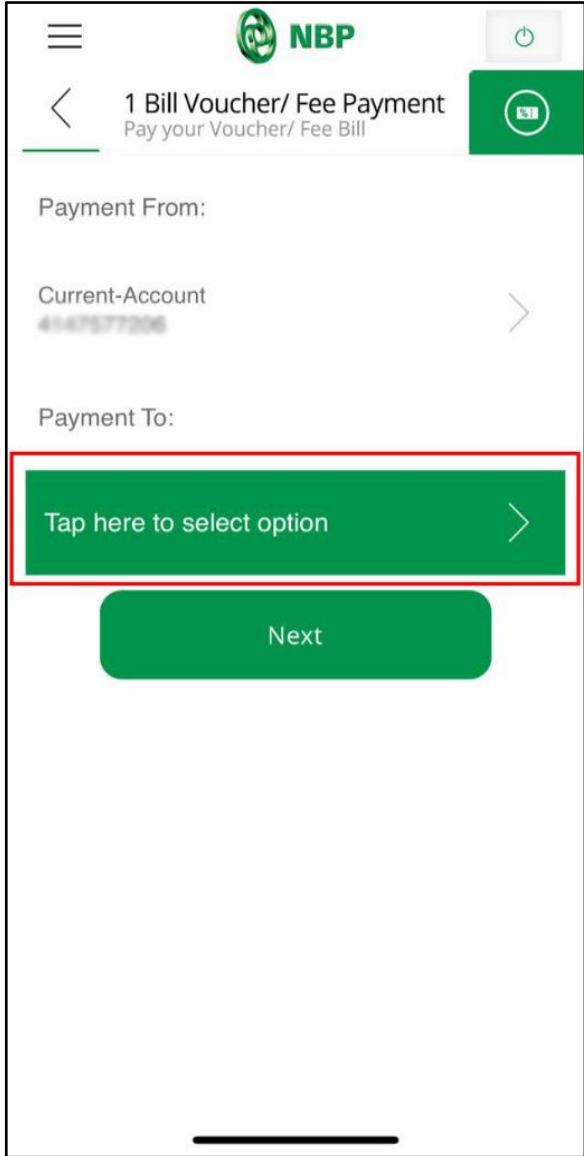 NBP
1 Bill Voucher/ Fee Payment
Pay your Voucher/ Fee Bill
Payment From:
Current-Account
Payment To:
Tap here to select option
Next